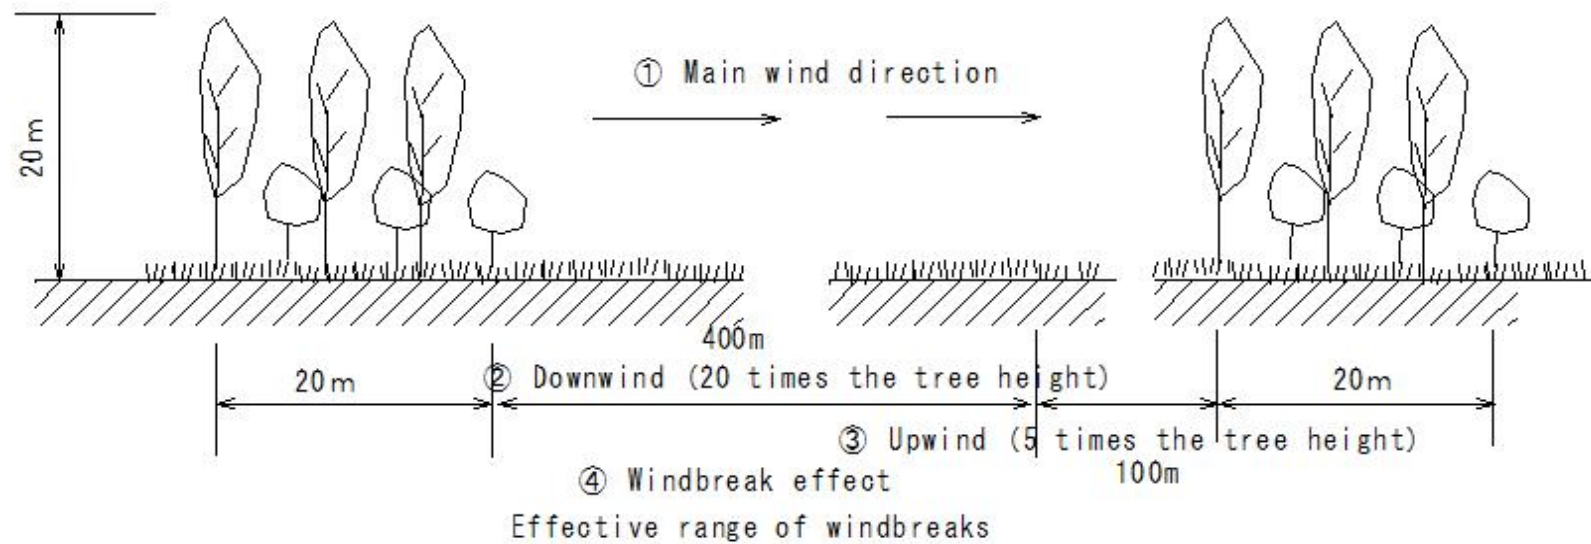 ① Main wind direction
20m
400m
20m
② Downwind (20 times the tree height)
20m
③ Upwind (5 times the tree height)
100m
④ Windbreak effect
Effective range of windbreaks